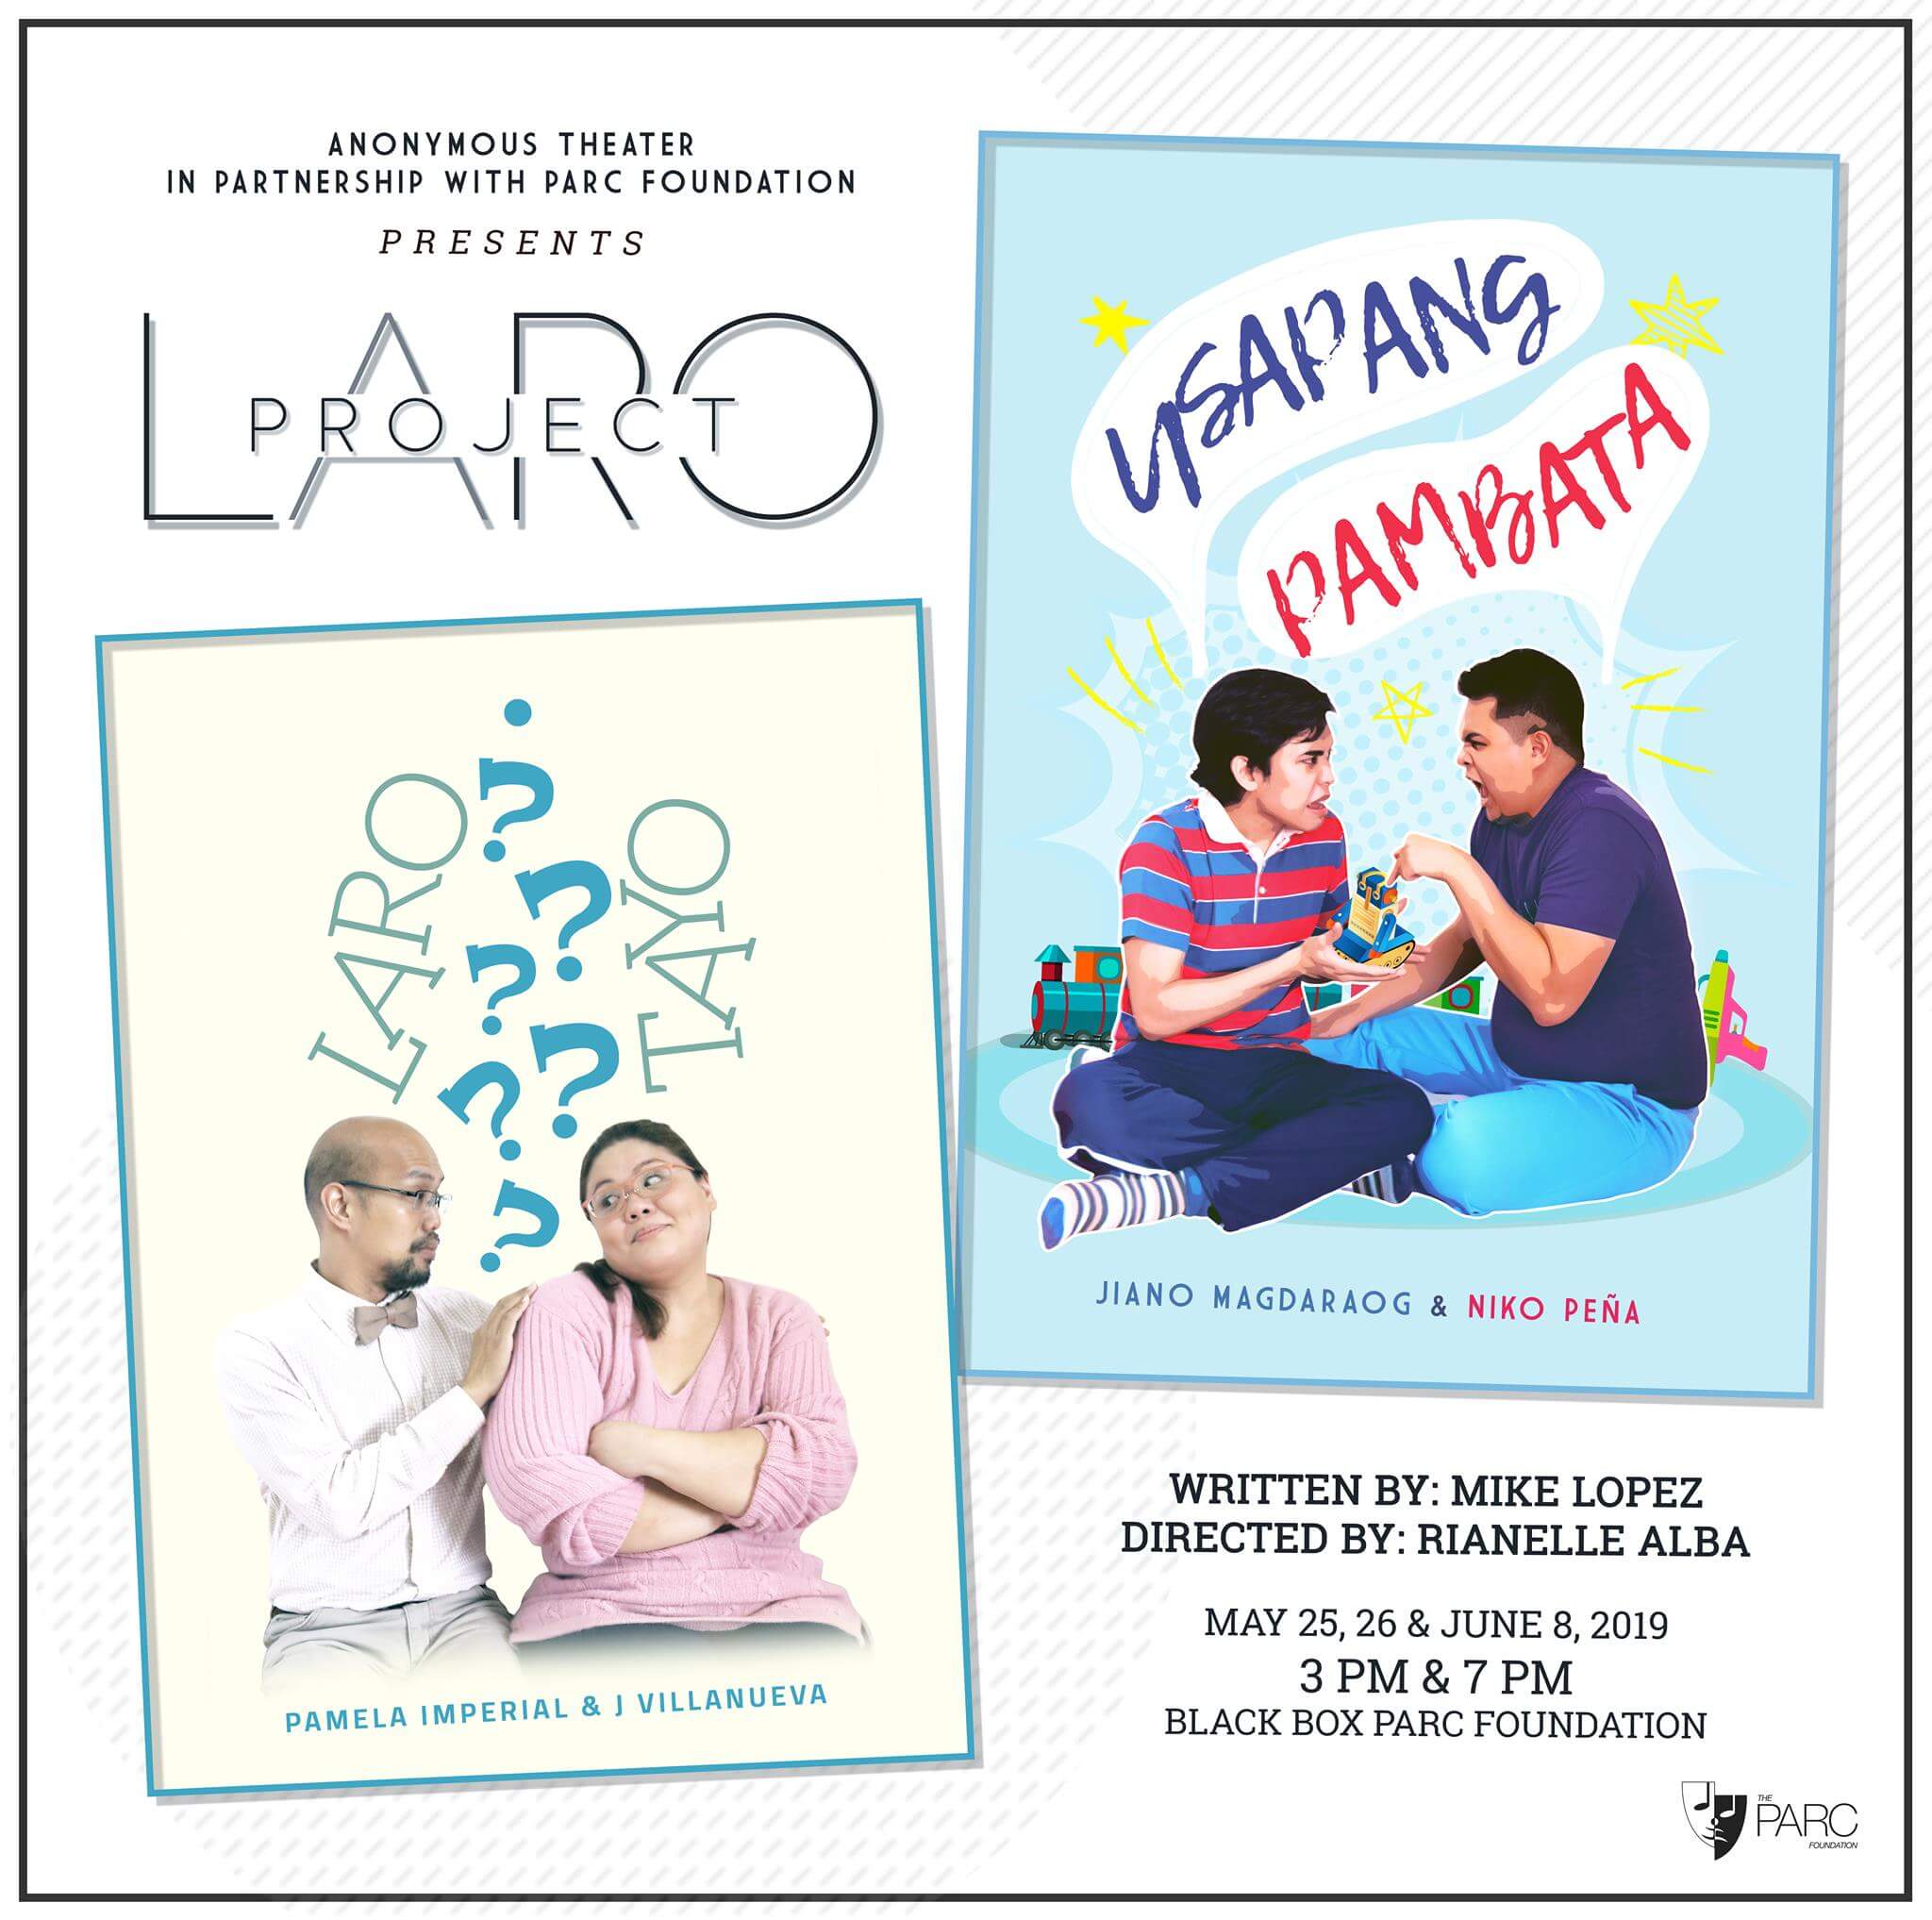 ANONYMOUS THEATER
IN PARTNERSHIP WITH PARC FOUNDATION
PRESENTS
LARO
PROJECT
LARO
TAYO
? ? ? ? ? ?
PAMELA IMPERIAL & J VILLANUEVA
USAPANG
PAMBATA
JIANO MAGDARAOG & NIKO PEÑA
WRITTEN BY: MIKE LOPEZ
DIRECTED BY: RIANELLE ALBA
MAY 25, 26 & JUNE 8, 2019
3 PM & 7 PM
BLACK BOX PARC FOUNDATION
THE
PARC
FOUNDATION